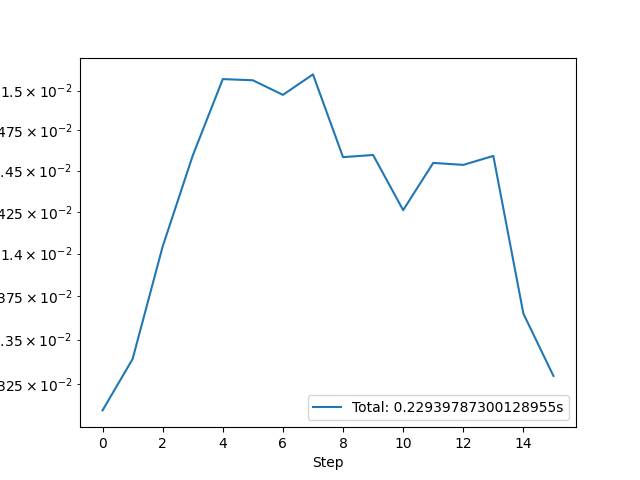 1.5 × 10⁻²
475 × 10⁻²
.45 × 10⁻²
425 × 10⁻²
1.4 × 10⁻²
375 × 10⁻²
.35 × 10⁻²
325 × 10⁻²
Total: 0.22939787300128955s
0 2 4 6 8 10 12 14
Step